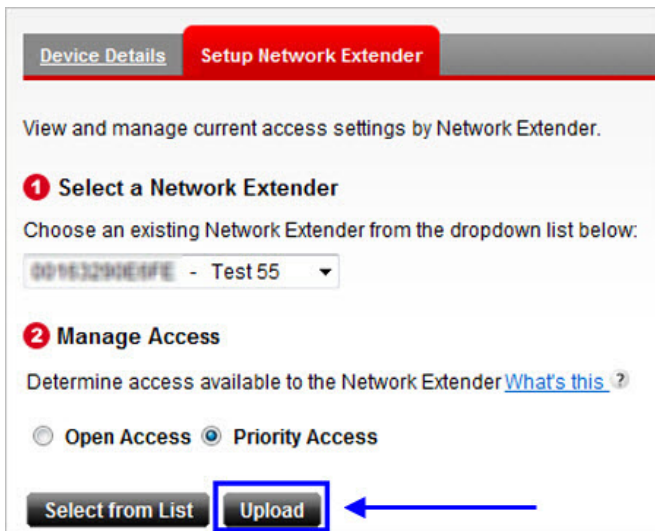 Device Details Setup Network Extender
View and manage current access settings by Network Extender.
1 Select a Network Extender
Choose an existing Network Extender from the dropdown list below:
- Test 55
2 Manage Access
Determine access available to the Network Extender What's this ?
Open Access Priority Access
Select from List Upload